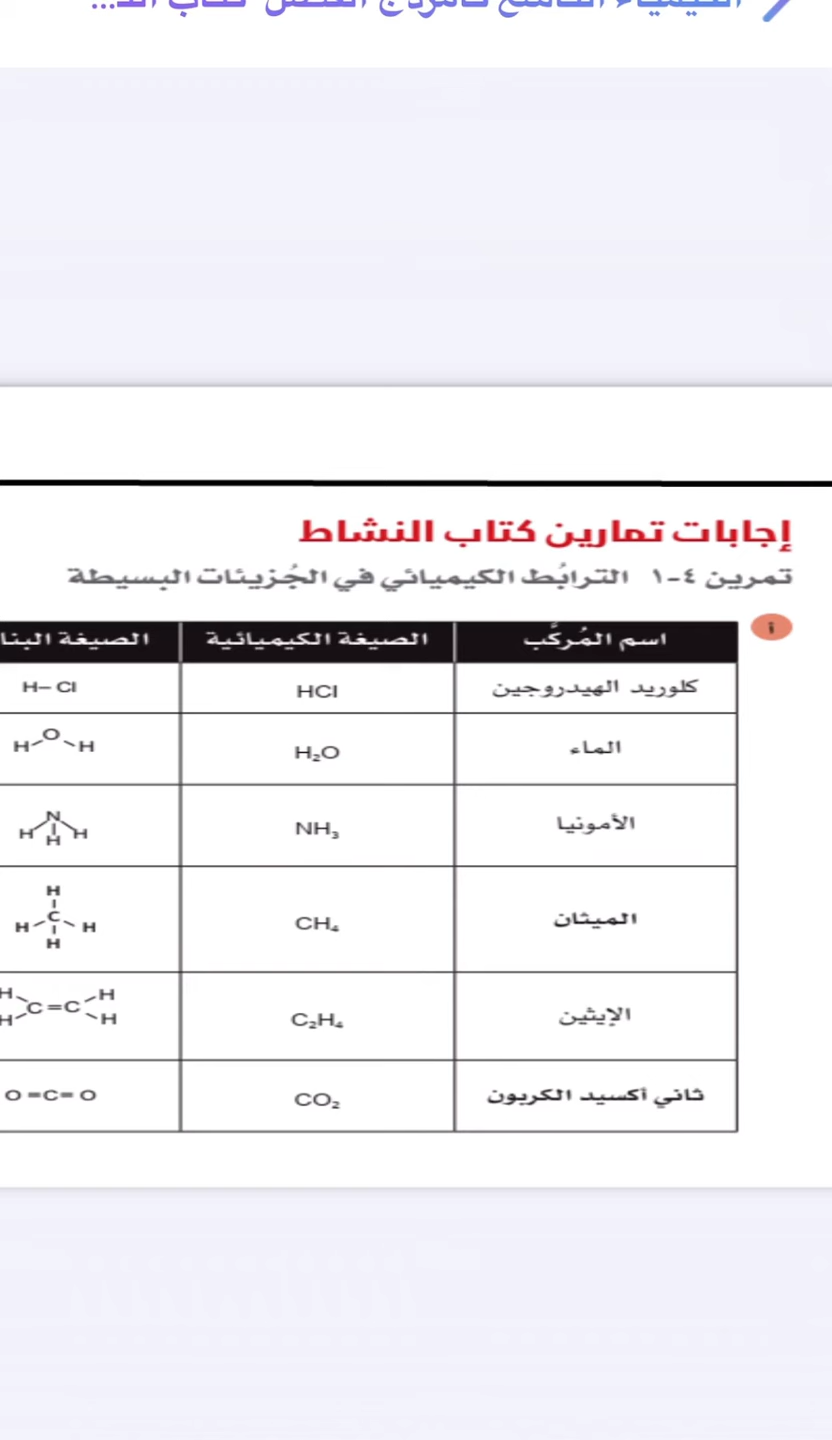 إجابات تمارين كتاب النشاط
تمرين ٤-١ الترابُط الكيميائي في الجُزيئات البسيطة
أ
اسم المُركَّب | الصيغة الكيميائية | الصيغة
كلوريد الهيدروجين | HCl | H–Cl
الماء | H₂O | H O H
الأمونيا | NH₃ | H N H H
الميثان | CH₄ | H H C H H
الإيثين | C₂H₄ | H H C=C H H
ثاني أكسيد الكربون | CO₂ | O=C=O